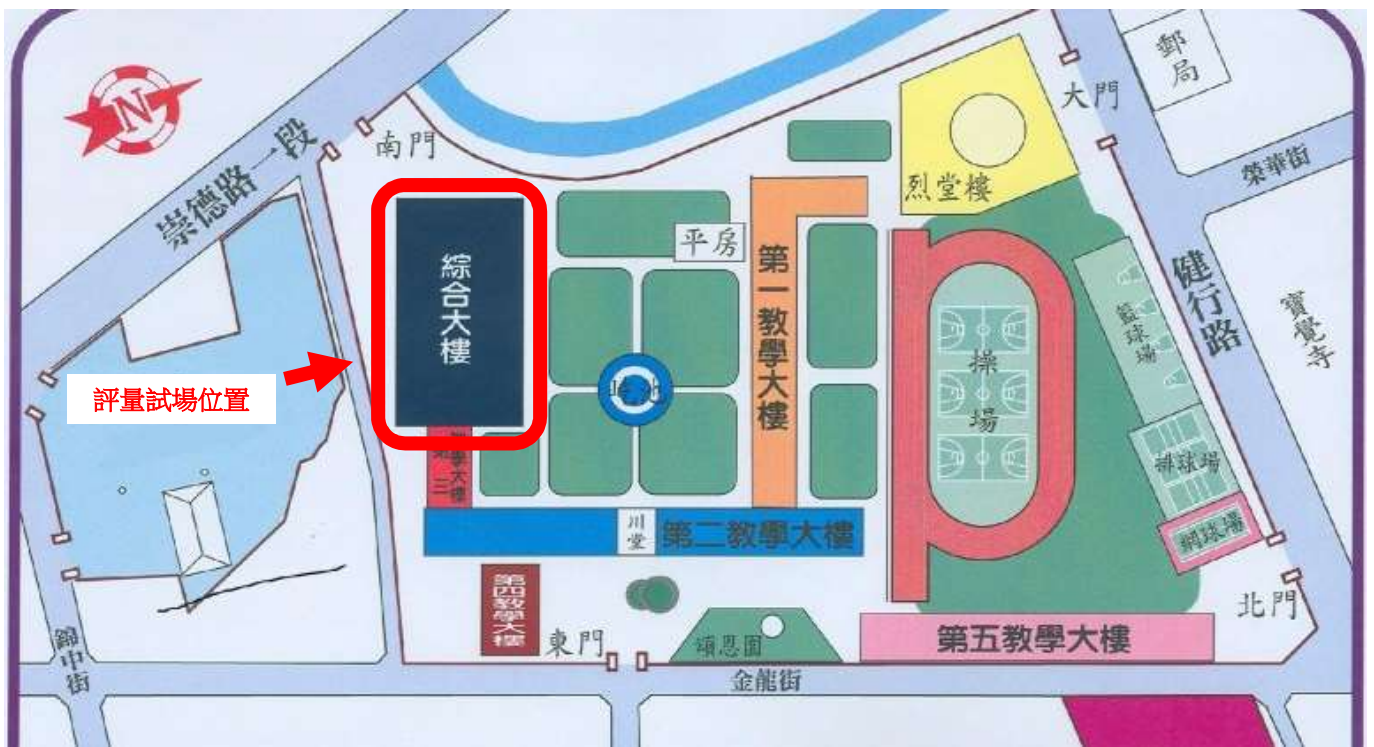 郵局
大門
N
崇德路一段
南門
榮華街
烈堂樓
平房
綜合大樓
第一教學大樓
健行路
寶覺寺
籃球場
操場
評量試場位置
排球場
第二教學大樓
川堂
網球場
第四教學大樓
北門
東門
頌恩園
第五教學大樓
錦中街
金龍街